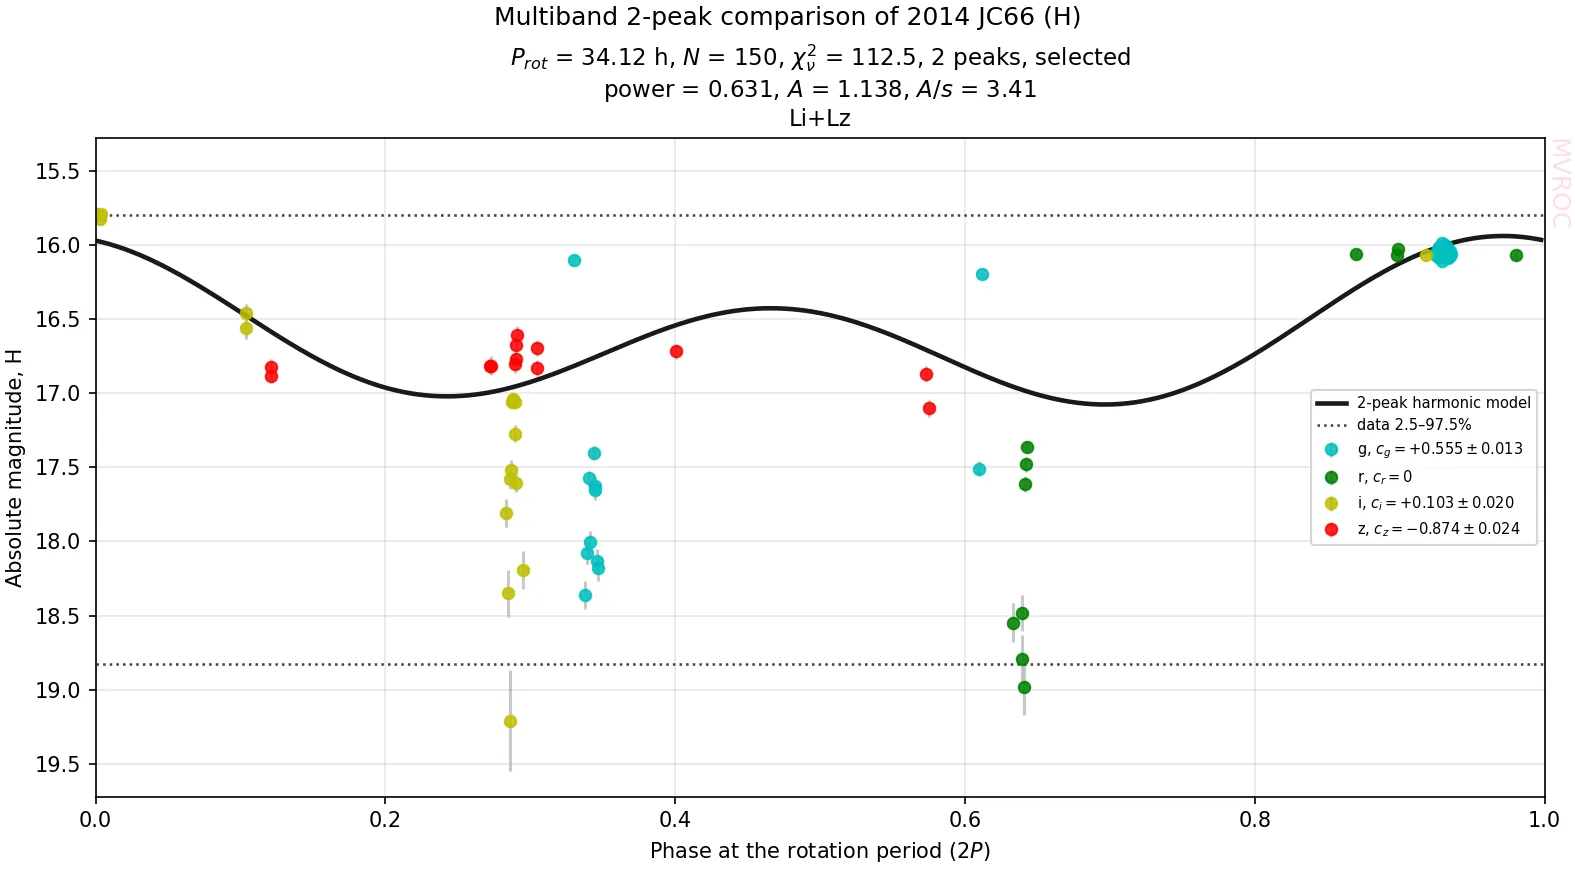 Multiband 2-peak comparison of 2014 JC66 (H)
P_rot = 34.12 h, N = 150, χ²_ν = 112.5, 2 peaks, selected
power = 0.631, A = 1.138, A/s = 3.41
Li+Lz
MVROC
15.5
16.0
16.5
17.0
17.5
18.0
18.5
19.0
19.5
Absolute magnitude, H
2-peak harmonic model
data 2.5–97.5%
g, c_g = +0.555 ± 0.013
r, c_r = 0
i, c_i = +0.103 ± 0.020
z, c_z = −0.874 ± 0.024
0.0 0.2 0.4 0.6 0.8 1.0
Phase at the rotation period (2P)